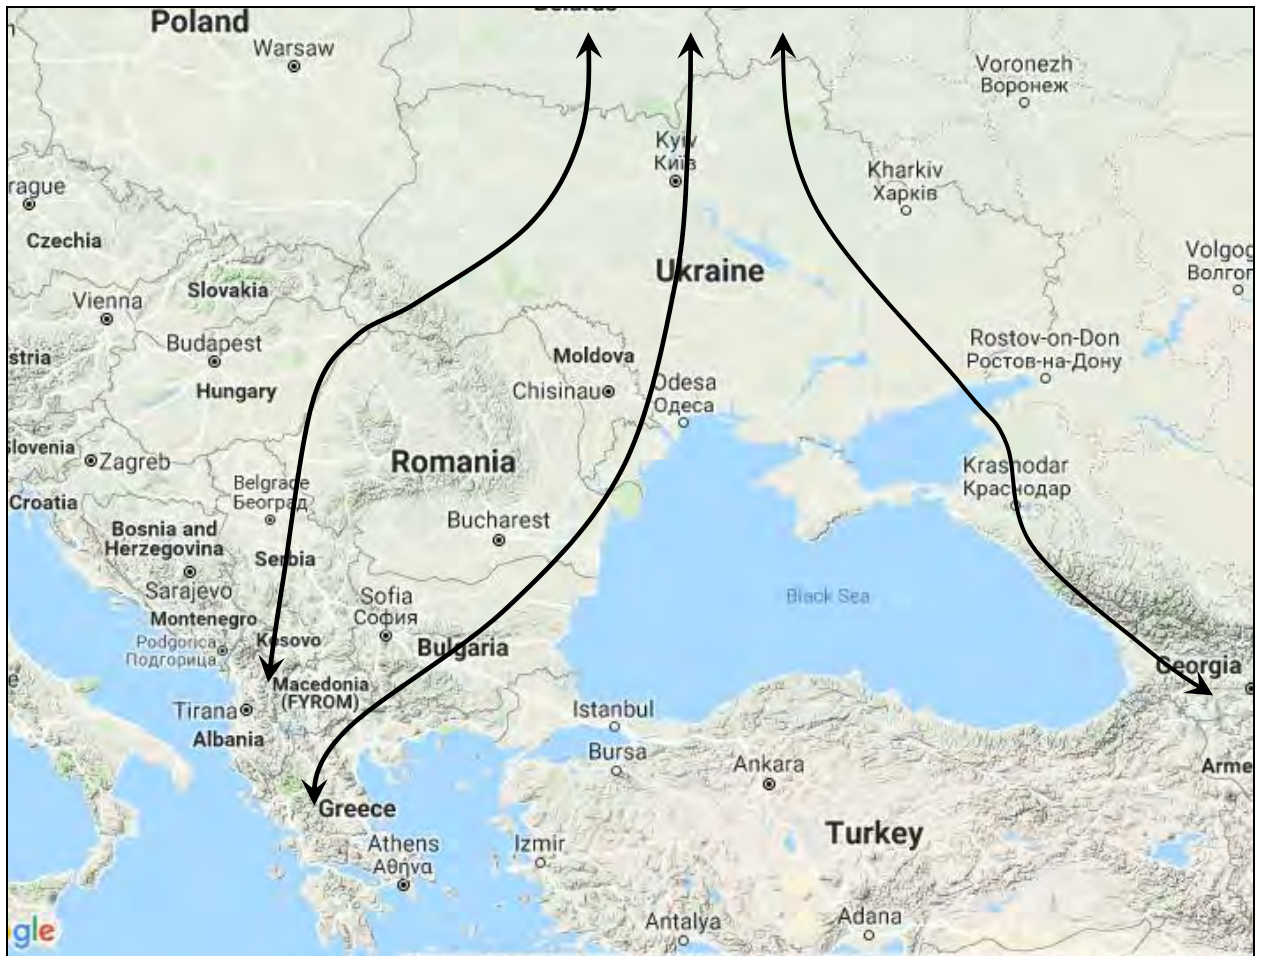 Belarus
Poland
Warsaw
Voronezh
Воронеж
Kyiv
Київ
Kharkiv
Харків
rague
Czechia
Ukraine
Volgog
Волгог
Slovakia
Vienna
Rostov-on-Don
Ростов-на-Дону
Budapest
stria
Moldova
Hungary
Chisinau
Odesa
Одеса
Slovenia
Zagreb
Romania
Krasnodar
Краснодар
Belgrade
Београд
Croatia
Bosnia and
Herzegovina
Bucharest
Serbia
Sarajevo
Sofia
София
Black Sea
Montenegro
Kosovo
Podgorica
Подгорица
Bulgaria
Georgia
e
Macedonia
(FYROM)
Tirana
Istanbul
Albania
Bursa
Ankara
Arme
Greece
Turkey
Athens
Αθήνα
Izmir
Antalya
Adana
gle